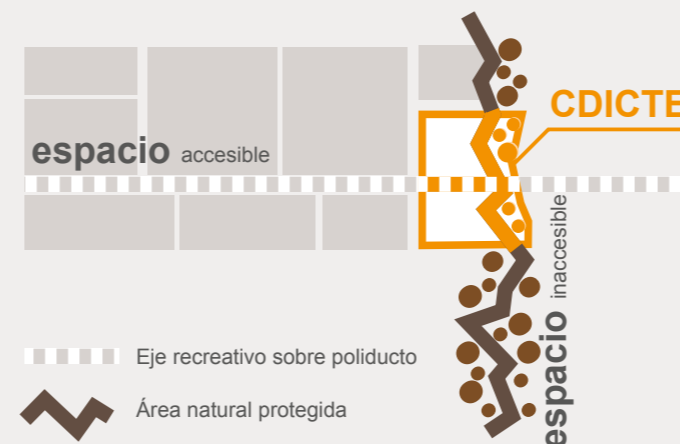 CDICTE
espacio accesible
espacio inaccesible
Eje recreativo sobre poliducto
Área natural protegida